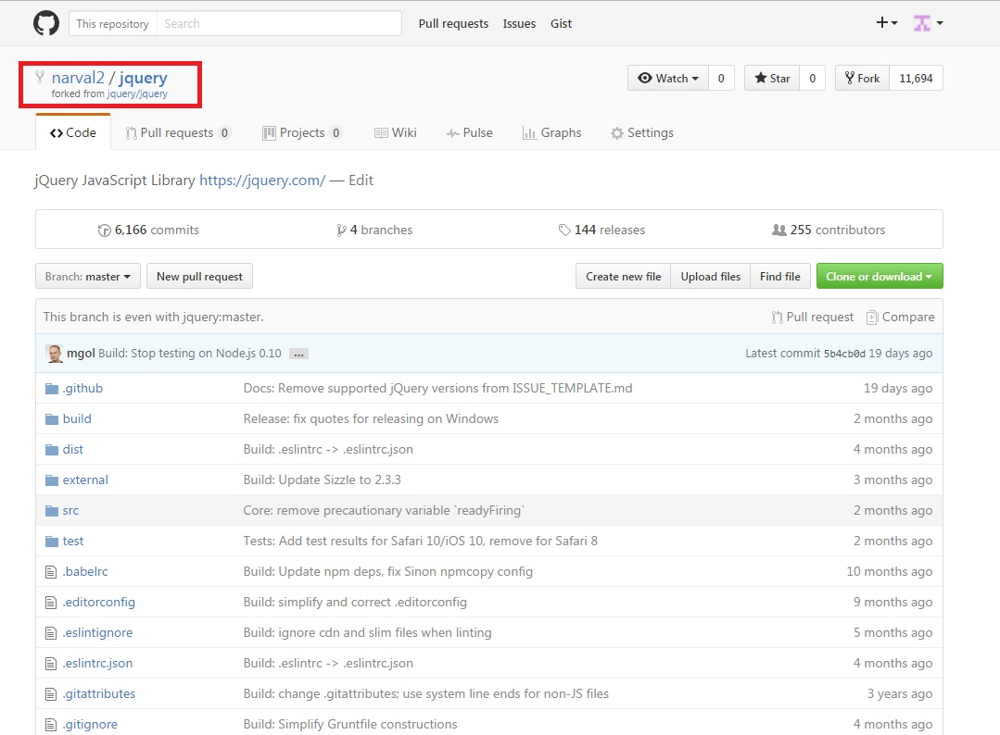 This repository Search Pull requests Issues Gist
narval2 / jquery Watch 0 Star 0 Fork 11,694
forked from jquery/jquery
Code Pull requests 0 Projects 0 Wiki Pulse Graphs Settings
jQuery JavaScript Library https://jquery.com/ — Edit
6,166 commits 4 branches 144 releases 255 contributors
Branch: master New pull request Create new file Upload files Find file Clone or download
This branch is even with jquery:master. Pull request Compare
mgol Build: Stop testing on Node.js 0.10 ... Latest commit 5b4cb0d 19 days ago
.github Docs: Remove supported jQuery versions from ISSUE_TEMPLATE.md 19 days ago
build Release: fix quotes for releasing on Windows 2 months ago
dist Build: .eslintrc -> .eslintrc.json 4 months ago
external Build: Update Sizzle to 2.3.3 3 months ago
src Core: remove precautionary variable `readyFiring` 2 months ago
test Tests: Add test results for Safari 10/iOS 10, remove for Safari 8 2 months ago
.babelrc Build: Update npm deps, fix Sinon npmcopy config 10 months ago
.editorconfig Build: simplify and correct .editorconfig 9 months ago
.eslintignore Build: ignore cdn and slim files when linting 5 months ago
.eslintrc.json Build: .eslintrc -> .eslintrc.json 4 months ago
.gitattributes Build: change .gitattributes; use system line ends for non-JS files 3 years ago
.gitignore Build: Simplify Gruntfile constructions 4 months ago